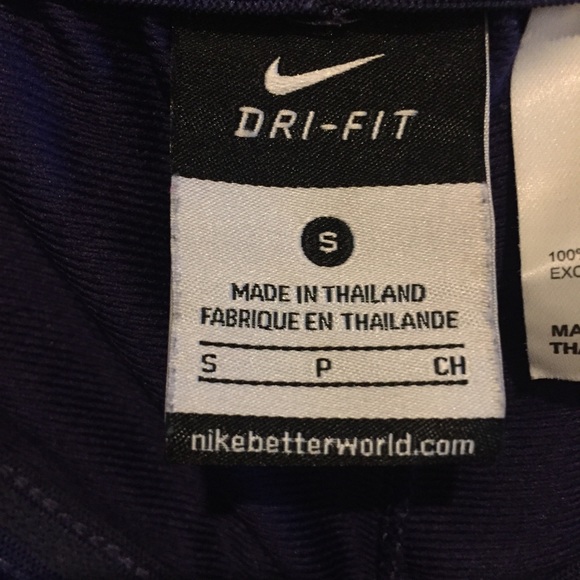 DRI-FIT
S
MADE IN THAILAND
FABRIQUE EN THAILANDE
S P CH
nikebetterworld.com
100%
EXC
MA
THA